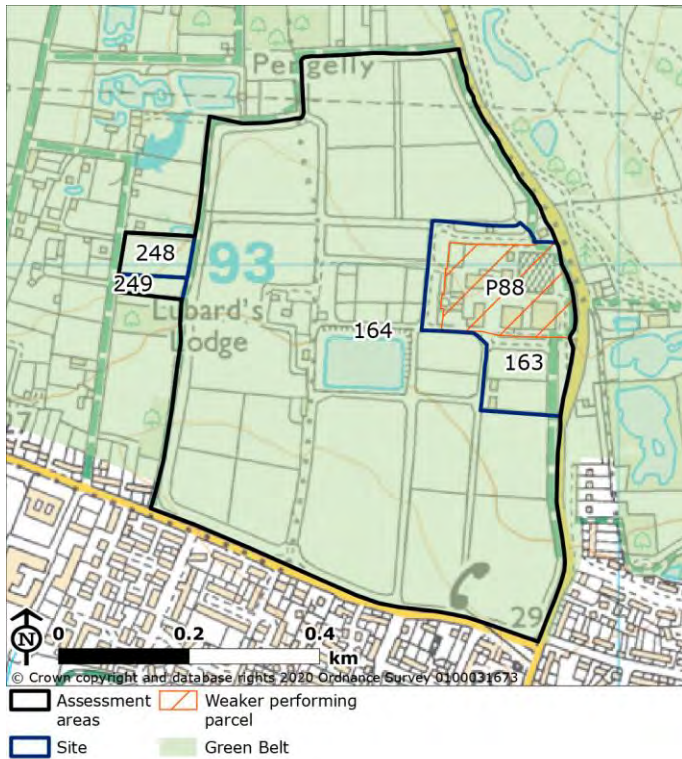 Pengelly
248
93
249
P88
Lubard's
Lodge
164
163
29
N
0 0.2 0.4
km
© Crown copyright and database rights 2020 Ordnance Survey 0100031673
Assessment areas
Weaker performing parcel
Site
Green Belt